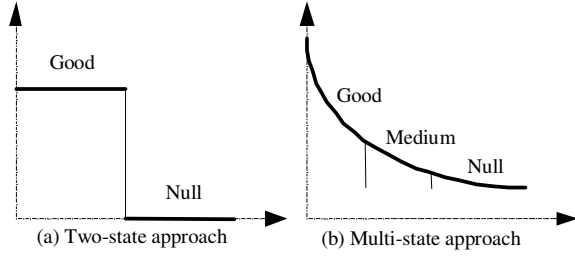 Good
Null
(a) Two-state approach
Good
Medium
Null
(b) Multi-state approach